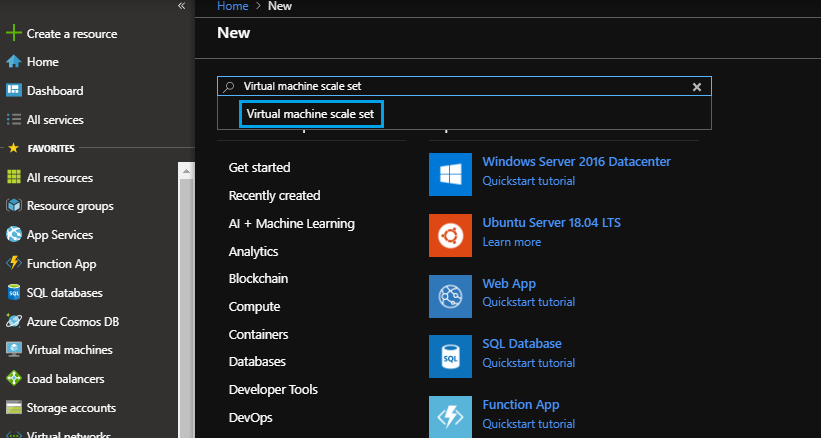 «
Create a resource
Home
Dashboard
All services
FAVORITES
All resources
Resource groups
App Services
Function App
SQL databases
Azure Cosmos DB
Virtual machines
Load balancers
Storage accounts
Virtual networks
Home > New
New
Virtual machine scale set
Virtual machine scale set
Get started
Recently created
AI + Machine Learning
Analytics
Blockchain
Compute
Containers
Databases
Developer Tools
DevOps
Windows Server 2016 Datacenter
Quickstart tutorial
Ubuntu Server 18.04 LTS
Learn more
Web App
Quickstart tutorial
SQL
SQL Database
Quickstart tutorial
Function App
Quickstart tutorial